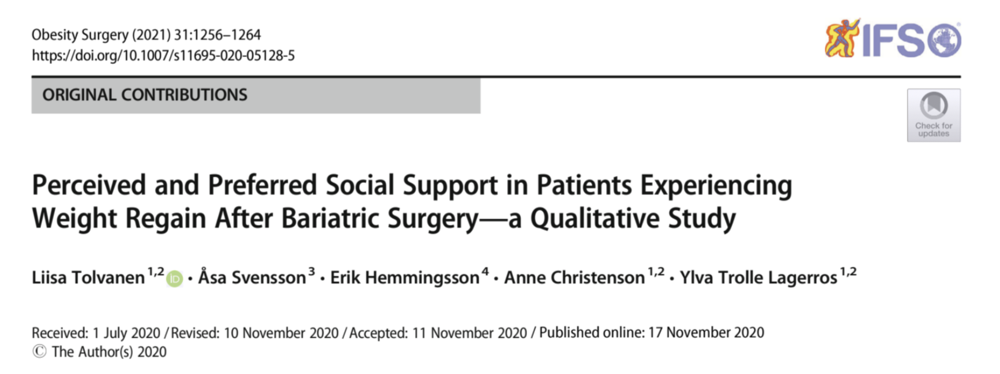 Obesity Surgery (2021) 31:1256–1264
https://doi.org/10.1007/s11695-020-05128-5
IFSO
ORIGINAL CONTRIBUTIONS
Check for
updates
Perceived and Preferred Social Support in Patients Experiencing
Weight Regain After Bariatric Surgery—a Qualitative Study
Liisa Tolvanen 1,2 iD · Åsa Svensson 3 · Erik Hemmingsson 4 · Anne Christenson 1,2 · Ylva Trolle Lagerros 1,2
Received: 1 July 2020 / Revised: 10 November 2020 / Accepted: 11 November 2020 / Published online: 17 November 2020
© The Author(s) 2020